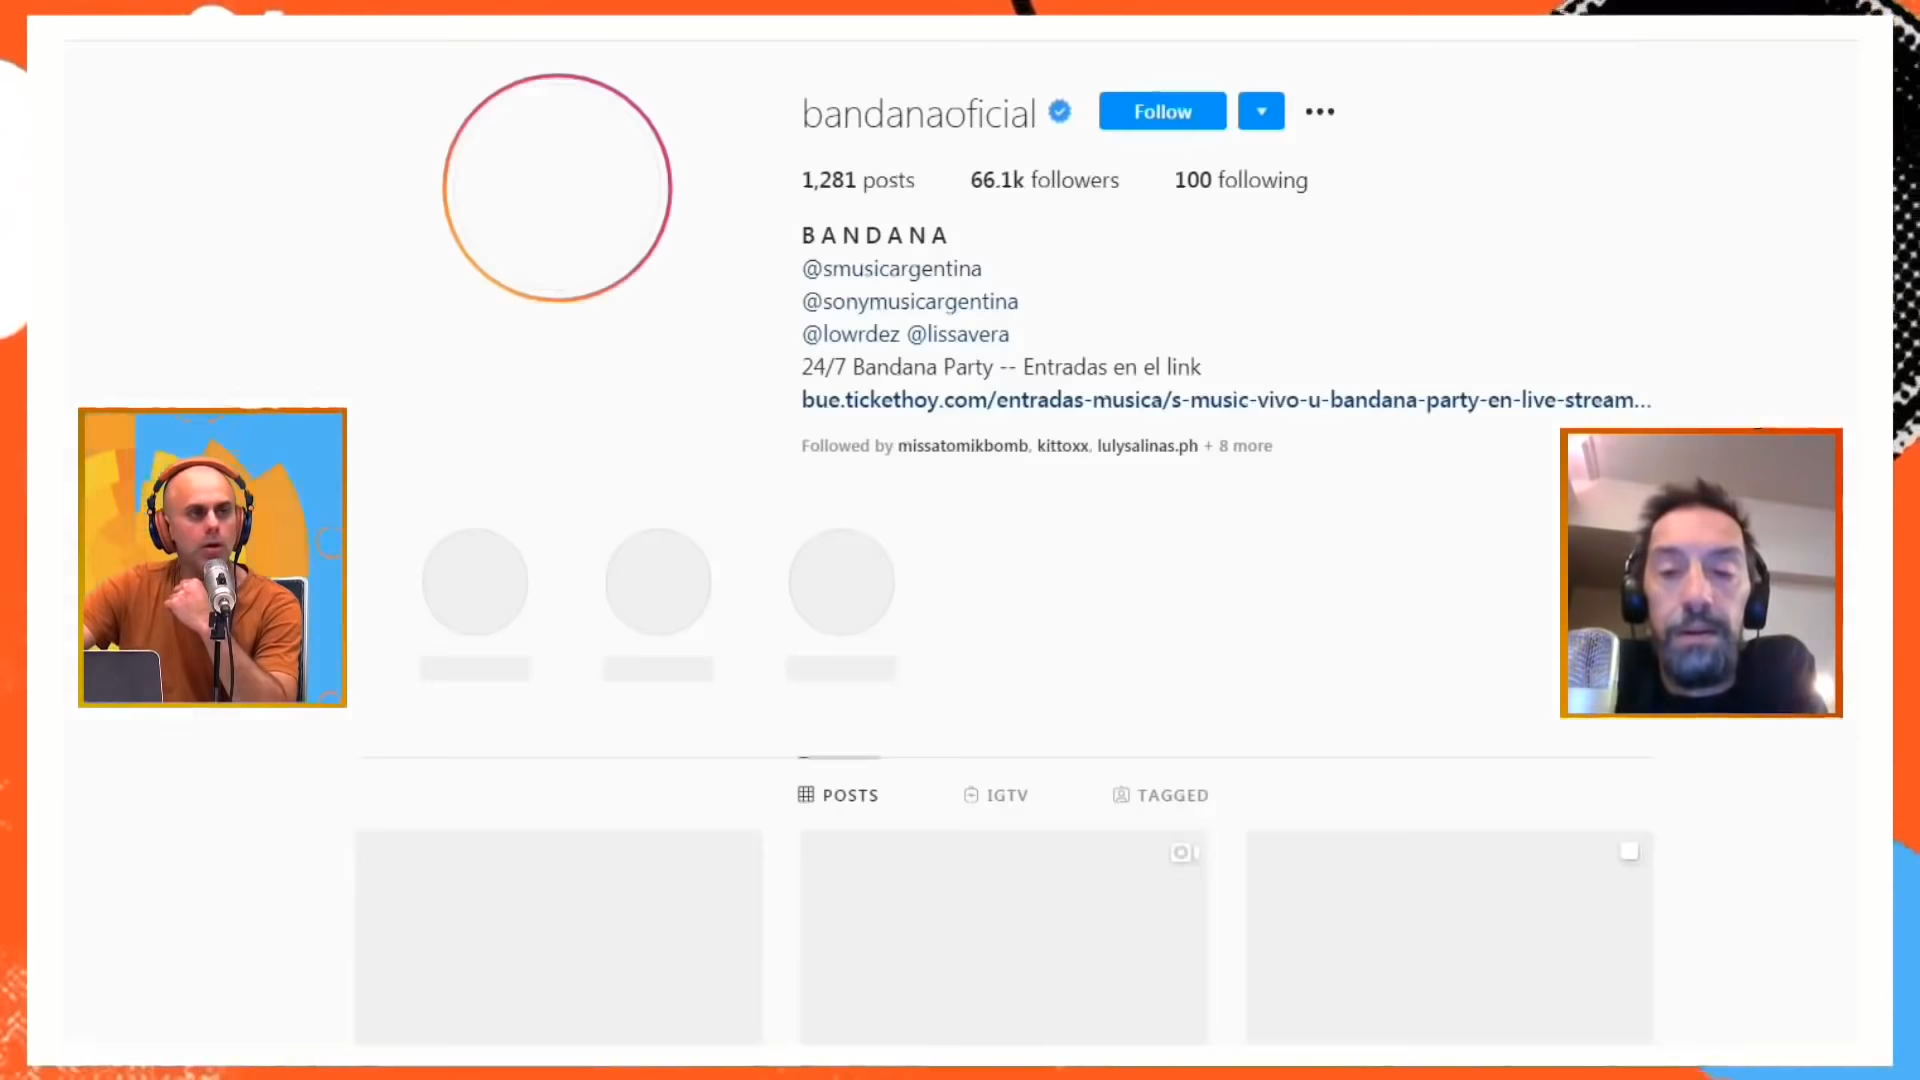 bandanaoficial Follow
1,281 posts 66.1k followers 100 following
B A N D A N A
@smusicargentina
@sonymusicargentina
@lowrdez @lissavera
24/7 Bandana Party -- Entradas en el link
bue.tickethoy.com/entradas-musica/s-music-vivo-u-bandana-party-en-live-stream...
Followed by missatomikbomb, kittoxx, lulysalinas.ph + 8 more
POSTS IGTV TAGGED